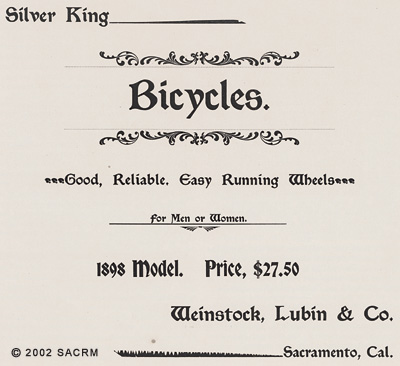 Silver King
Bicycles.
Good, Reliable. Easy Running Wheels
For Men or Women.
1898 Model. Price, $27.50
Weinstock, Lubin & Co.
© 2002 SACRM
Sacramento, Cal.